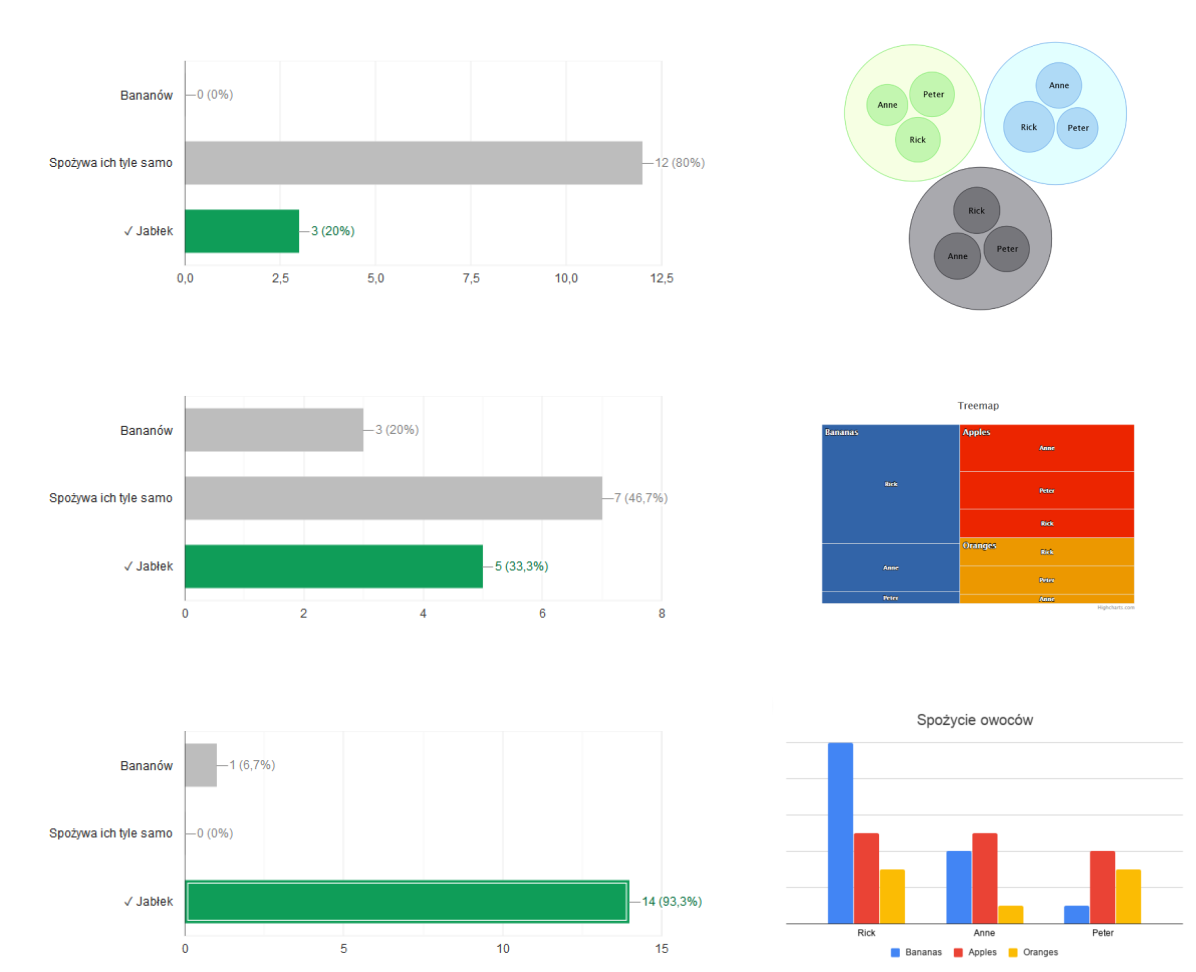 Bananów
0 (0%)
Spożywa ich tyle samo
12 (80%)
✓ Jabłek
3 (20%)
0,0 2,5 5,0 7,5 10,0 12,5
Anne Peter Rick
Anne Rick Peter
Rick Anne Peter
Bananów
3 (20%)
Spożywa ich tyle samo
7 (46,7%)
✓ Jabłek
5 (33,3%)
0 2 4 6 8
Treemap
Bananas
Rick
Anne
Peter
Apples
Anne
Peter
Rick
Oranges
Rick
Peter
Anne
Highcharts.com
Bananów
1 (6,7%)
Spożywa ich tyle samo
0 (0%)
✓ Jabłek
14 (93,3%)
0 5 10 15
Spożycie owoców
Rick Anne Peter
Bananas Apples Oranges